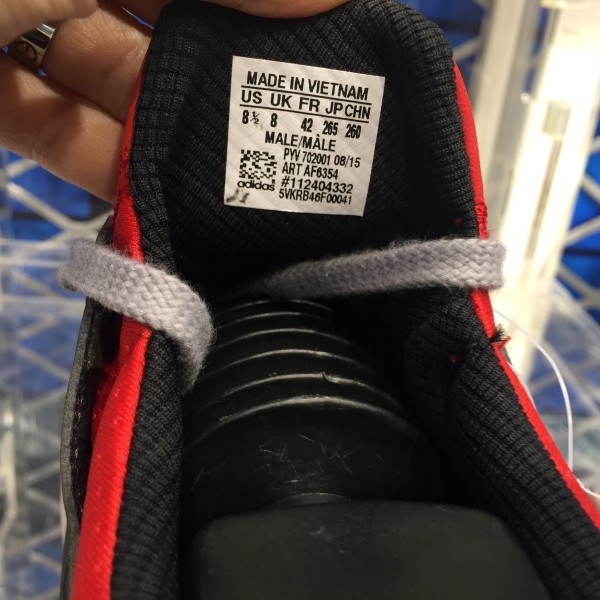 MADE IN VIETNAM
US UK FR JP CHN
8½ 8 42 265 260
MALE/MÂLE
PYV 702001 08/15
ART AF6354
#112404332
adidas 5VKRB46F00041